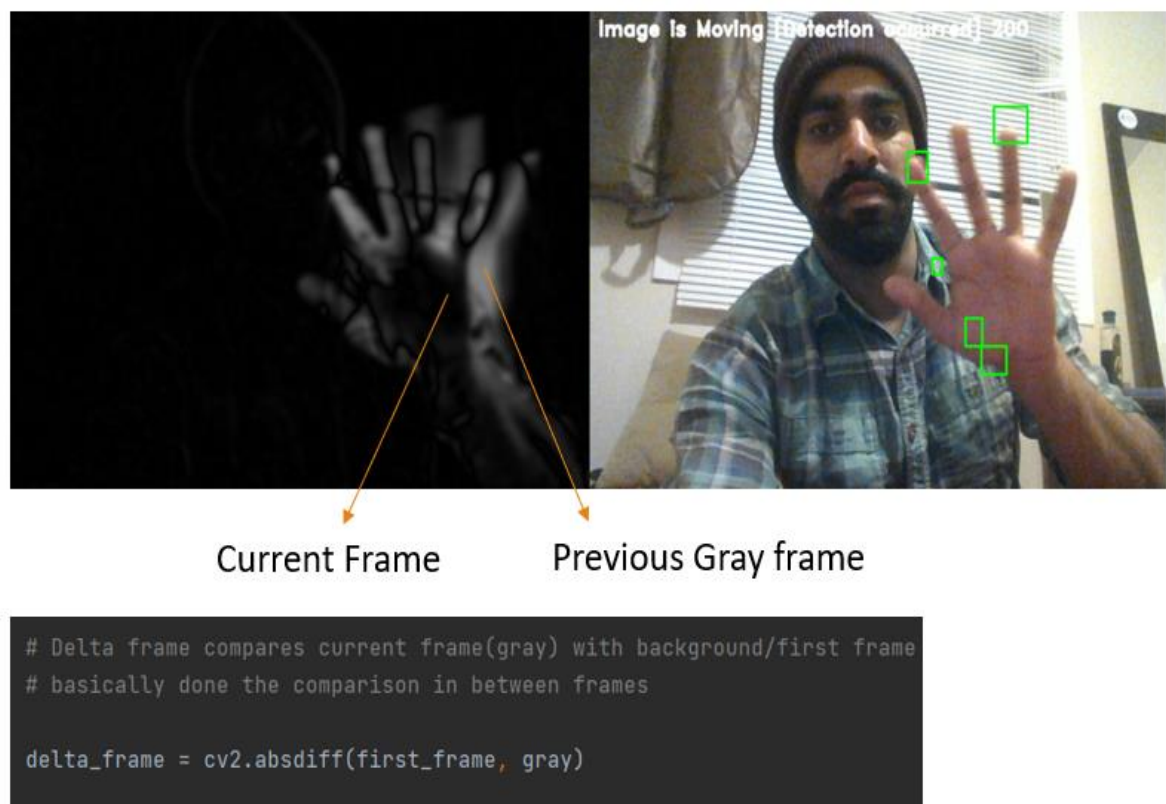 Image is Moving [Detection occurred] 200
Current Frame
Previous Gray frame
# Delta frame compares current frame(gray) with background/first frame
# basically done the comparison in between frames
delta_frame = cv2.absdiff(first_frame, gray)